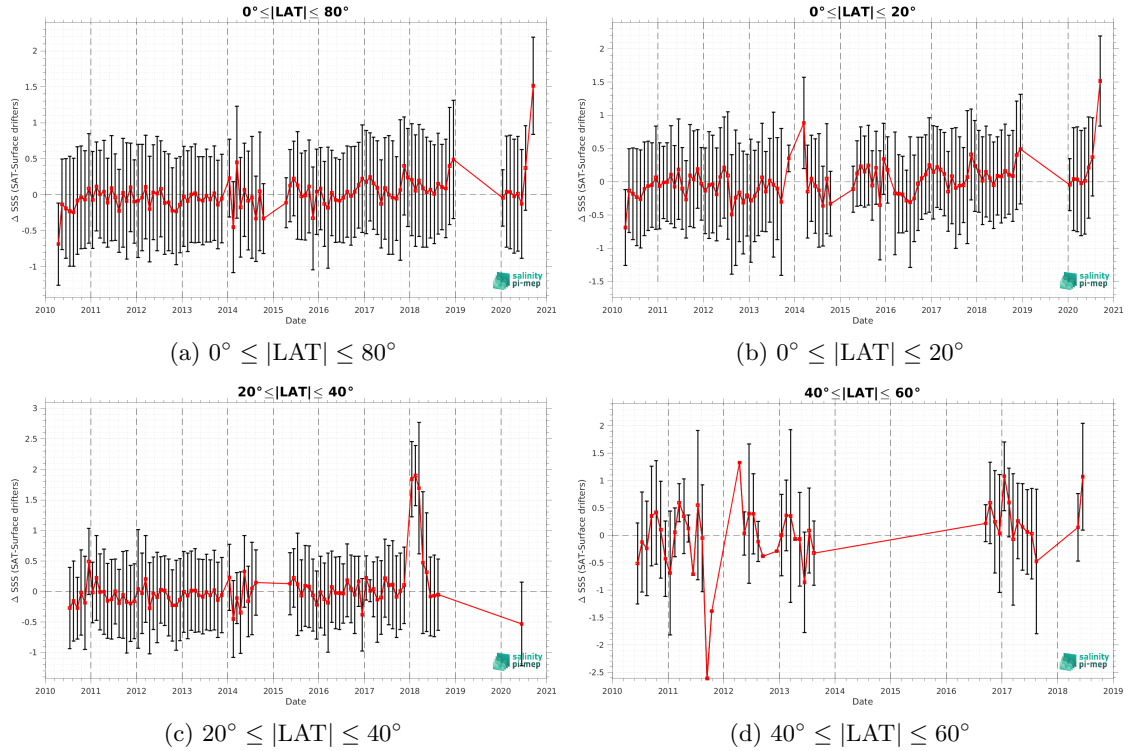 0°≤|LAT|≤ 80°
Δ SSS (SAT-Surface drifters)
2
1.5
1
0.5
0
-0.5
-1
2010 2011 2012 2013 2014 2015 2016 2017 2018 2019 2020 2021
Date
salinity
pi-mep
(a) 0° ≤ |LAT| ≤ 80°
0°≤|LAT|≤ 20°
Δ SSS (SAT-Surface drifters)
2
1.5
1
0.5
0
-0.5
-1
-1.5
2010 2011 2012 2013 2014 2015 2016 2017 2018 2019 2020 2021
Date
salinity
pi-mep
(b) 0° ≤ |LAT| ≤ 20°
20°≤|LAT|≤ 40°
Δ SSS (SAT-Surface drifters)
3
2.5
2
1.5
1
0.5
0
-0.5
-1
2010 2011 2012 2013 2014 2015 2016 2017 2018 2019 2020 2021
Date
salinity
pi-mep
(c) 20° ≤ |LAT| ≤ 40°
40°≤|LAT|≤ 60°
Δ SSS (SAT-Surface drifters)
2
1.5
1
0.5
0
-0.5
-1
-1.5
-2
-2.5
2010 2011 2012 2013 2014 2015 2016 2017 2018 2019
Date
salinity
pi-mep
(d) 40° ≤ |LAT| ≤ 60°